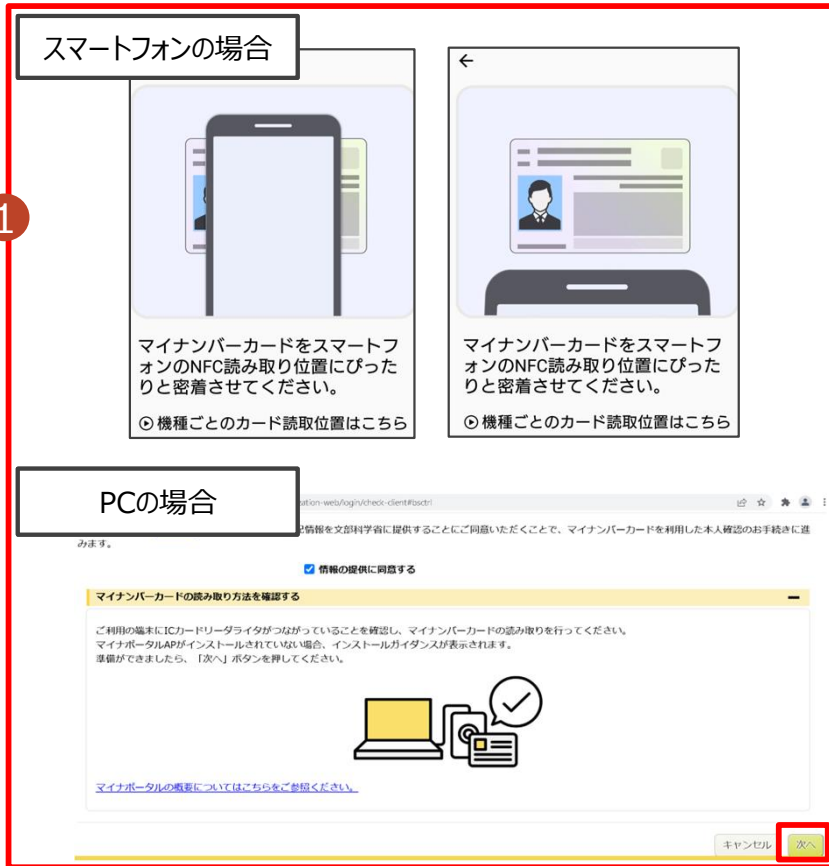 スマートフォンの場合
←
マイナンバーカードをスマートフ
ォンのNFC読み取り位置にぴった
りと密着させてください。
機種ごとのカード読取位置はこちら
マイナンバーカードをスマートフ
ォンのNFC読み取り位置にぴった
りと密着させてください。
機種ごとのカード読取位置はこちら
1
PCの場合
ation-web/login/check-client#bsctrl
情報を文部科学省に提供することにご同意いただくことで、マイナンバーカードを利用した本人確認のお手続きに進
みます。
情報の提供に同意する
マイナンバーカードの読み取り方法を確認する
ご利用の端末にICカードリーダライタがつながっていることを確認し、マイナンバーカードの読み取りを行ってください。
マイナポータルAPがインストールされていない場合、インストールガイダンスが表示されます。
準備ができましたら、「次へ」ボタンを押してください。
マイナポータルの概要についてはこちらをご参照ください。
キャンセル
次へ